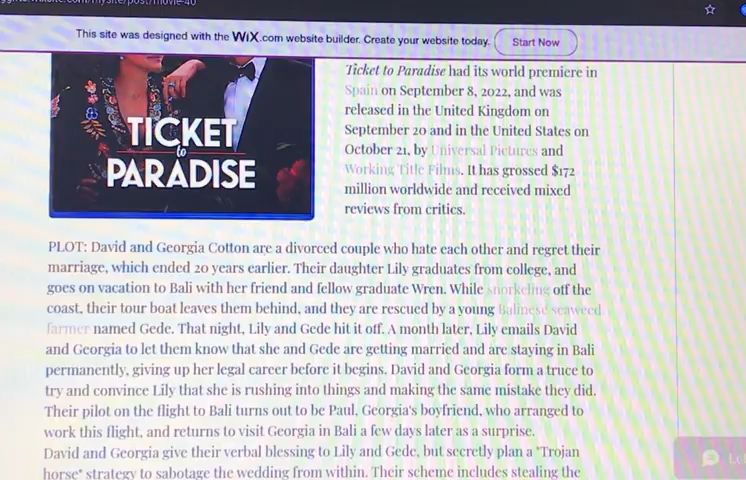 This site was designed with the WiX.com website builder. Create your website today. Start Now
TICKET
to
PARADISE
Ticket to Paradise had its world premiere in
Spain on September 8, 2022, and was
released in the United Kingdom on
September 20 and in the United States on
October 21, by Universal Pictures and
Working Title Films. It has grossed $172
million worldwide and received mixed
reviews from critics.
PLOT: David and Georgia Cotton are a divorced couple who hate each other and regret their
marriage, which ended 20 years earlier. Their daughter Lily graduates from college, and
goes on vacation to Bali with her friend and fellow graduate Wren. While snorkeling off the
coast, their tour boat leaves them behind, and they are rescued by a young Balinese seaweed
farmer named Gede. That night, Lily and Gede hit it off. A month later, Lily emails David
and Georgia to let them know that she and Gede are getting married and are staying in Bali
permanently, giving up her legal career before it begins. David and Georgia form a truce to
try and convince Lily that she is rushing into things and making the same mistake they did.
Their pilot on the flight to Bali turns out to be Paul, Georgia's boyfriend, who arranged to
work this flight, and returns to visit Georgia in Bali a few days later as a surprise.
David and Georgia give their verbal blessing to Lily and Gede, but secretly plan a "Trojan
horse" strategy to sabotage the wedding from within. Their scheme includes stealing the